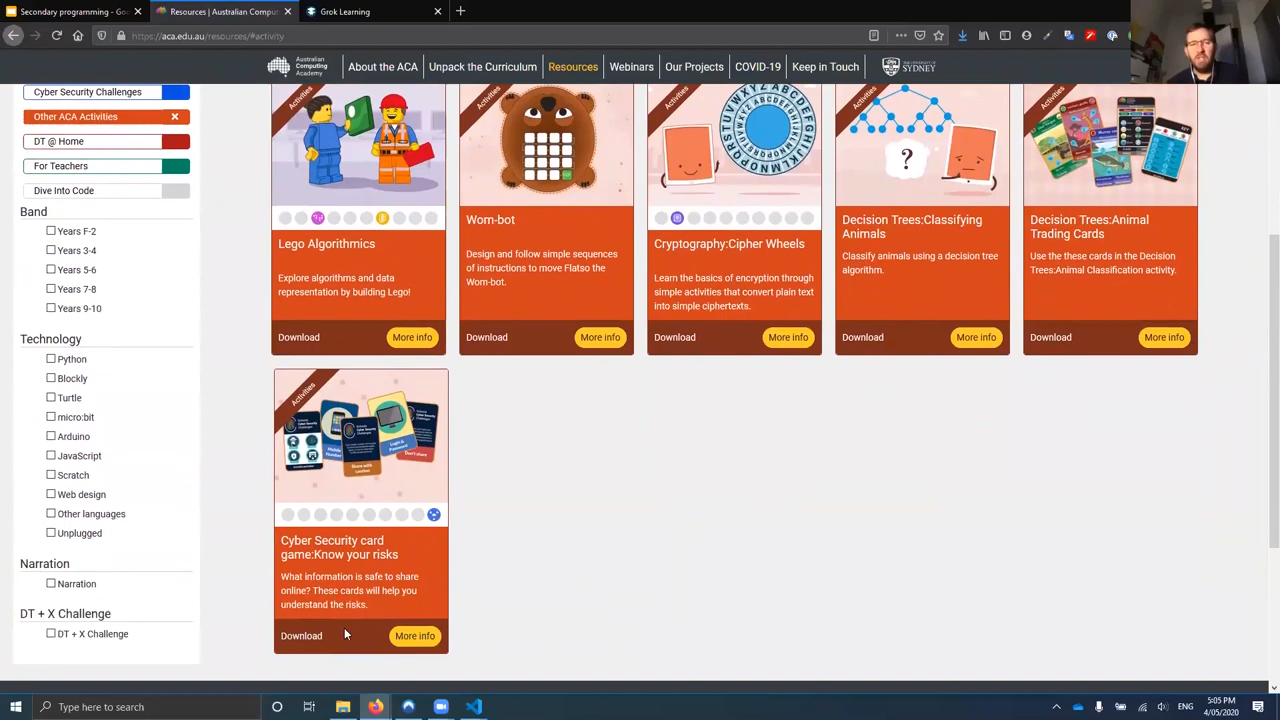 Secondary programming - Goo
Resources | Australian Comput
Grok Learning
https://aca.edu.au/resources/#activity
Australian
Computing
Academy
About the ACA
Unpack the Curriculum
Resources
Webinars
Our Projects
COVID-19
Keep in Touch
THE UNIVERSITY OF
SYDNEY
Cyber Security Challenges
Other ACA Activities
DT @ Home
For Teachers
Dive Into Code
Band
Years F-2
Years 3-4
Years 5-6
Years 7-8
Years 9-10
Technology
Python
Blockly
Turtle
micro:bit
Arduino
JavaScript
Scratch
Web design
Other languages
Unplugged
Narration
Narration
DT + X Challenge
DT + X Challenge
Activities
Lego Algorithmics
Explore algorithms and data
representation by building Lego!
Download
More info
Activities
Wom-bot
Design and follow simple sequences
of instructions to move Flatso the
Wom-bot.
Download
More info
Activities
Cryptography:Cipher Wheels
Learn the basics of encryption through
simple activities that convert plain text
into simple ciphertexts.
Download
More info
Activities
?
Decision Trees:Classifying
Animals
Classify animals using a decision tree
algorithm.
Download
More info
Activities
KEY
Decision Trees:Animal
Trading Cards
Use the these cards in the Decision
Trees:Animal Classification activity.
Download
More info
Activities
Cyber Security card
game:Know your risks
What information is safe to share
online? These cards will help you
understand the risks.
Download
More info
Type here to search
ENG
5:05 PM
4/05/2020